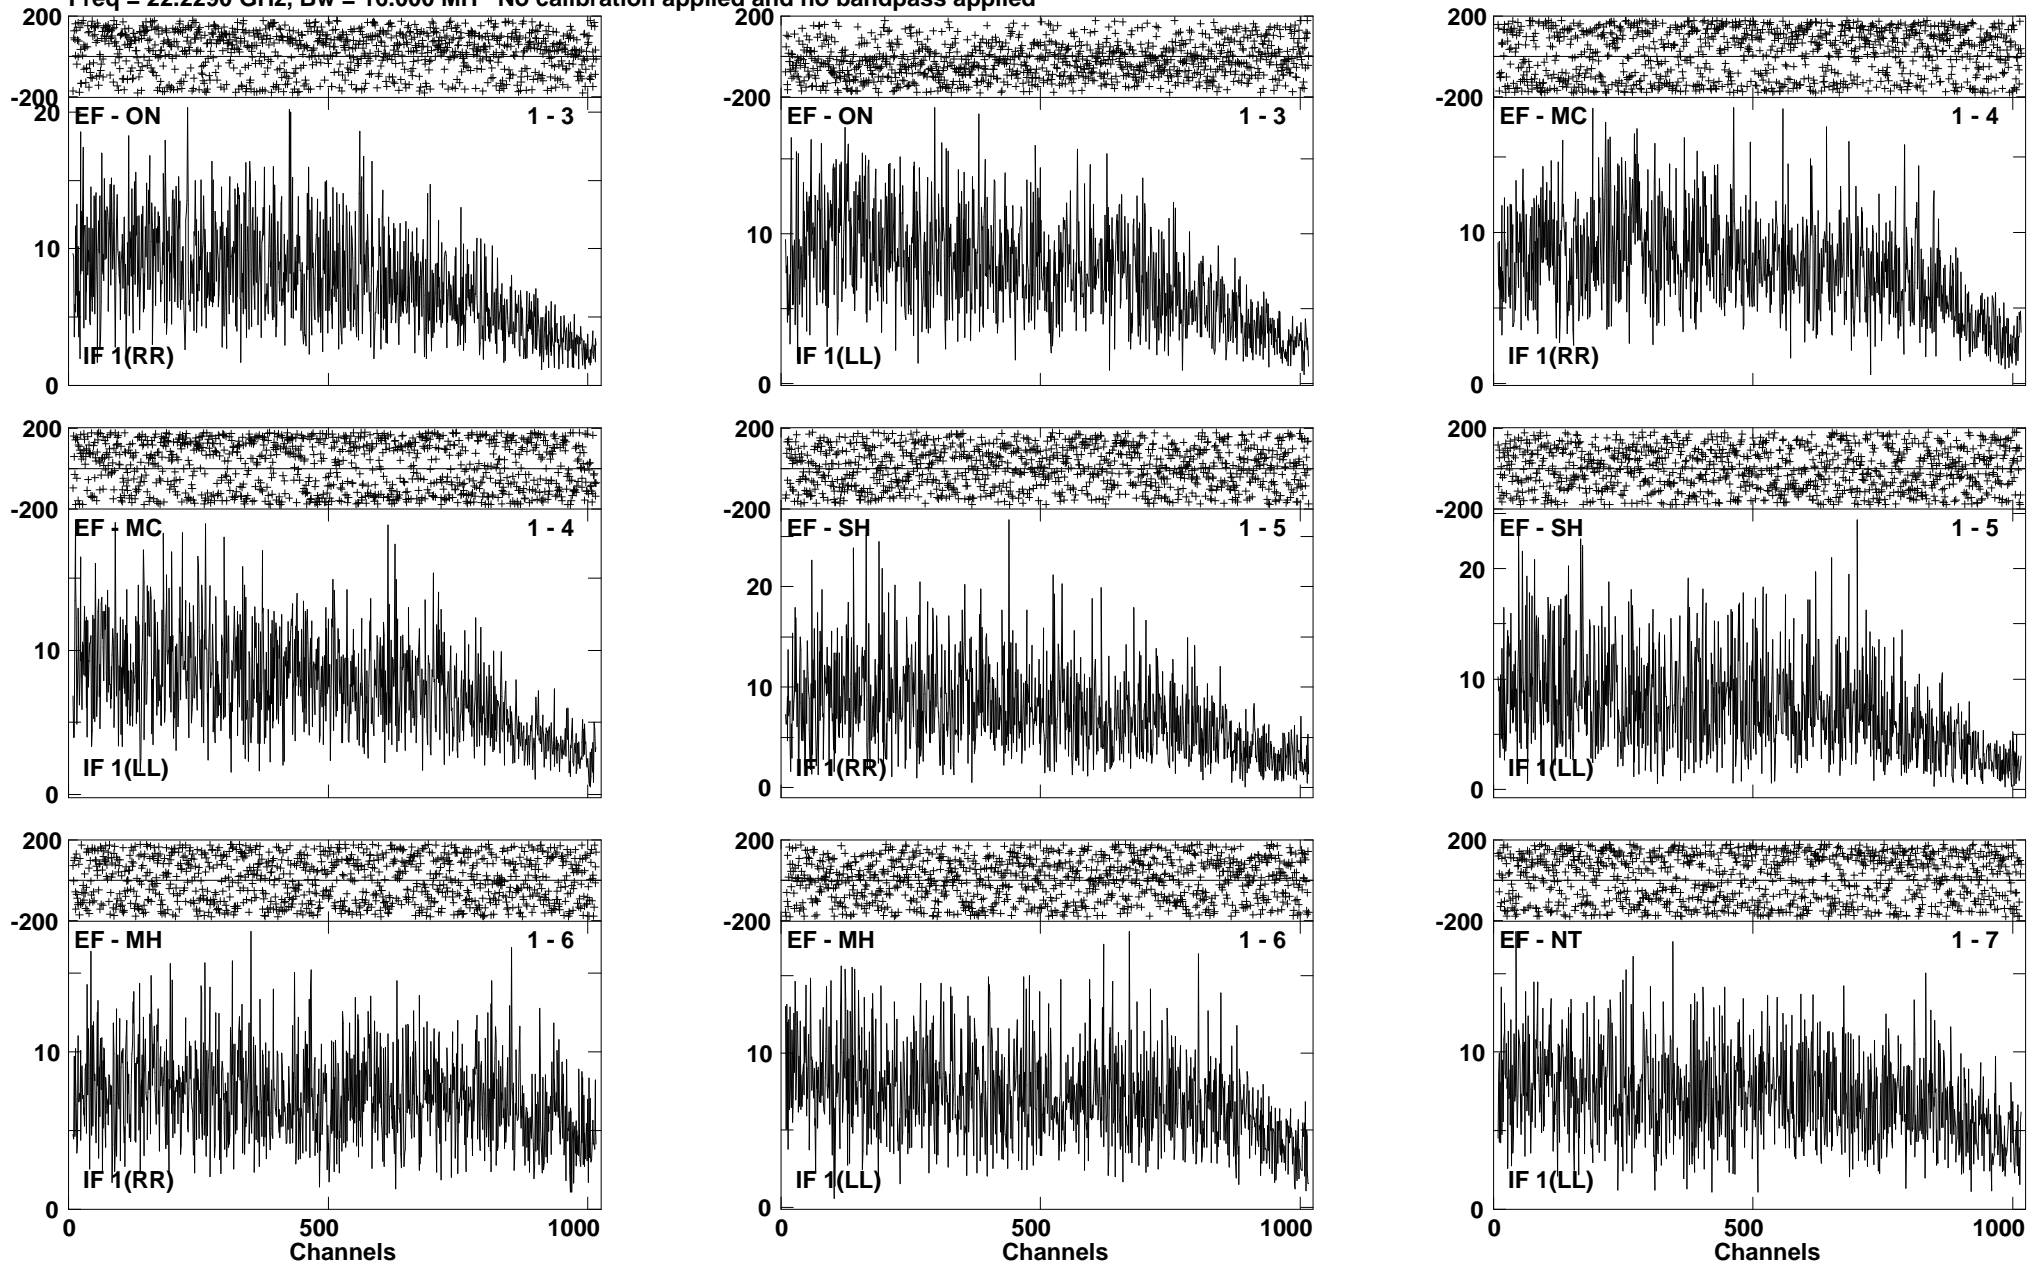 Freq = 22.2290 GHz, Bw = 16.000 MH No calibration applied and no bandpass applied
200
-200
20
10
0
EF - ON
1 - 3
IF 1(RR)
-200
10
0
EF - ON
1 - 3
IF 1(LL)
200
-200
10
0
EF - MC
1 - 4
IF 1(RR)
200
-200
10
0
EF - MC
1 - 4
IF 1(LL)
200
-200
20
10
0
EF - SH
1 - 5
IF 1(RR)
200
-200
20
10
0
EF - SH
1 - 5
IF 1(LL)
200
-200
10
0
EF - MH
1 - 6
IF 1(RR)
0
500
1000
Channels
200
-200
10
0
EF - MH
1 - 6
IF 1(LL)
0
500
1000
Channels
200
-200
10
0
EF - NT
1 - 7
IF 1(LL)
0
500
1000
Channels